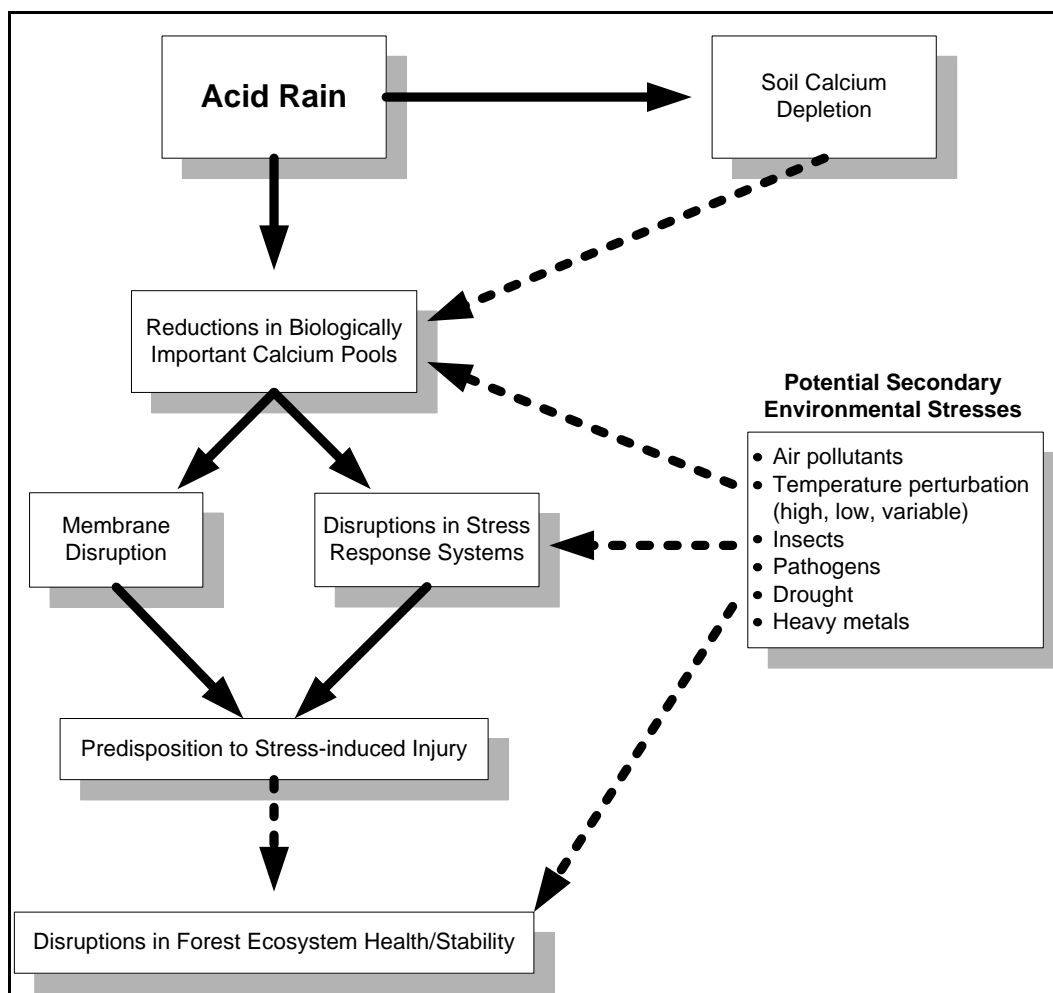 Acid Rain
Soil Calcium
Depletion
Reductions in Biologically
Important Calcium Pools
Potential Secondary
Environmental Stresses
• Air pollutants
• Temperature perturbation
(high, low, variable)
• Insects
• Pathogens
• Drought
• Heavy metals
Membrane
Disruption
Disruptions in Stress
Response Systems
Predisposition to Stress-induced Injury
Disruptions in Forest Ecosystem Health/Stability